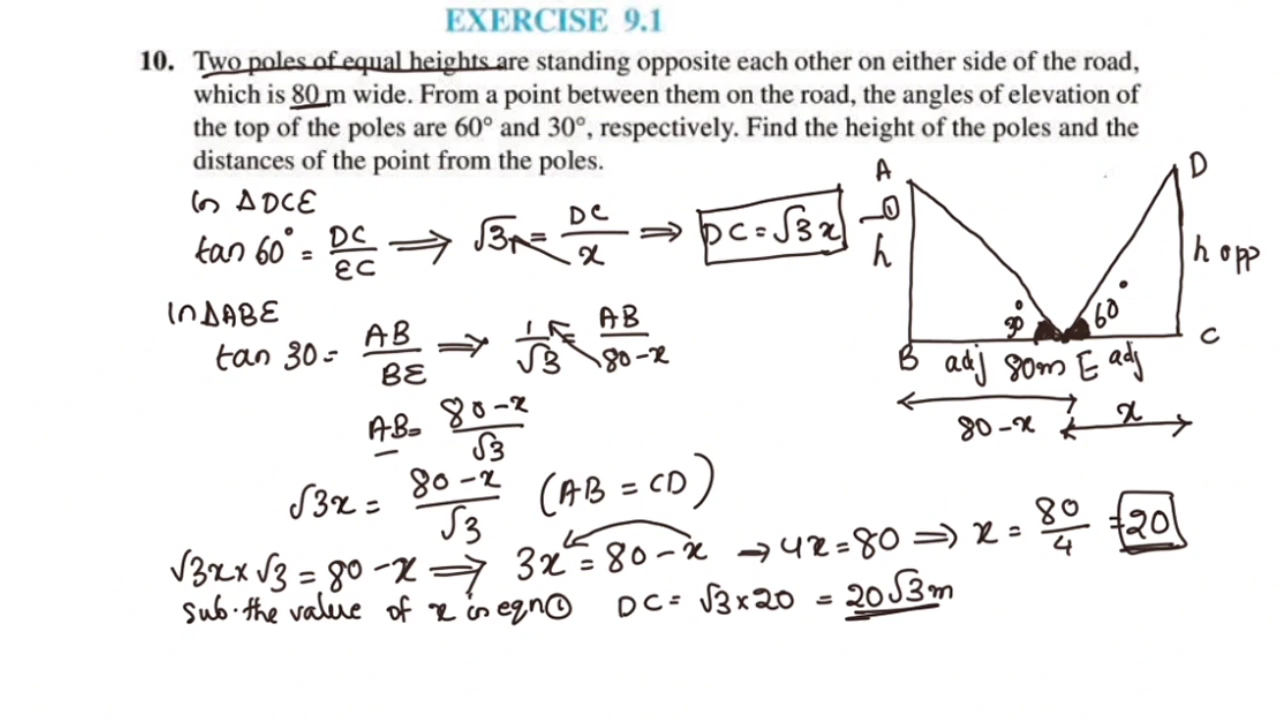 EXERCISE 9.1
10. Two poles of equal heights are standing opposite each other on either side of the road,
which is 80 m wide. From a point between them on the road, the angles of elevation of
the top of the poles are 60° and 30°, respectively. Find the height of the poles and the
distances of the point from the poles.
In ΔDCE
tan 60° = DC/EC ⟹ √3 = DC/x ⟹ DC = √3 x —①
In ΔABE
tan 30 = AB/BE ⟹ 1/√3 = AB/80-x
AB = 80-x/√3
√3x = 80-x/√3 (AB = CD)
√3x × √3 = 80-x ⟹ 3x = 80-x → 4x = 80 ⟹ x = 80/4 = 20
Sub. the value of x in eqn① DC = √3 × 20 = 20√3 m
A D
h h opp
30° 60°
B adj 80m E adj C
80-x x